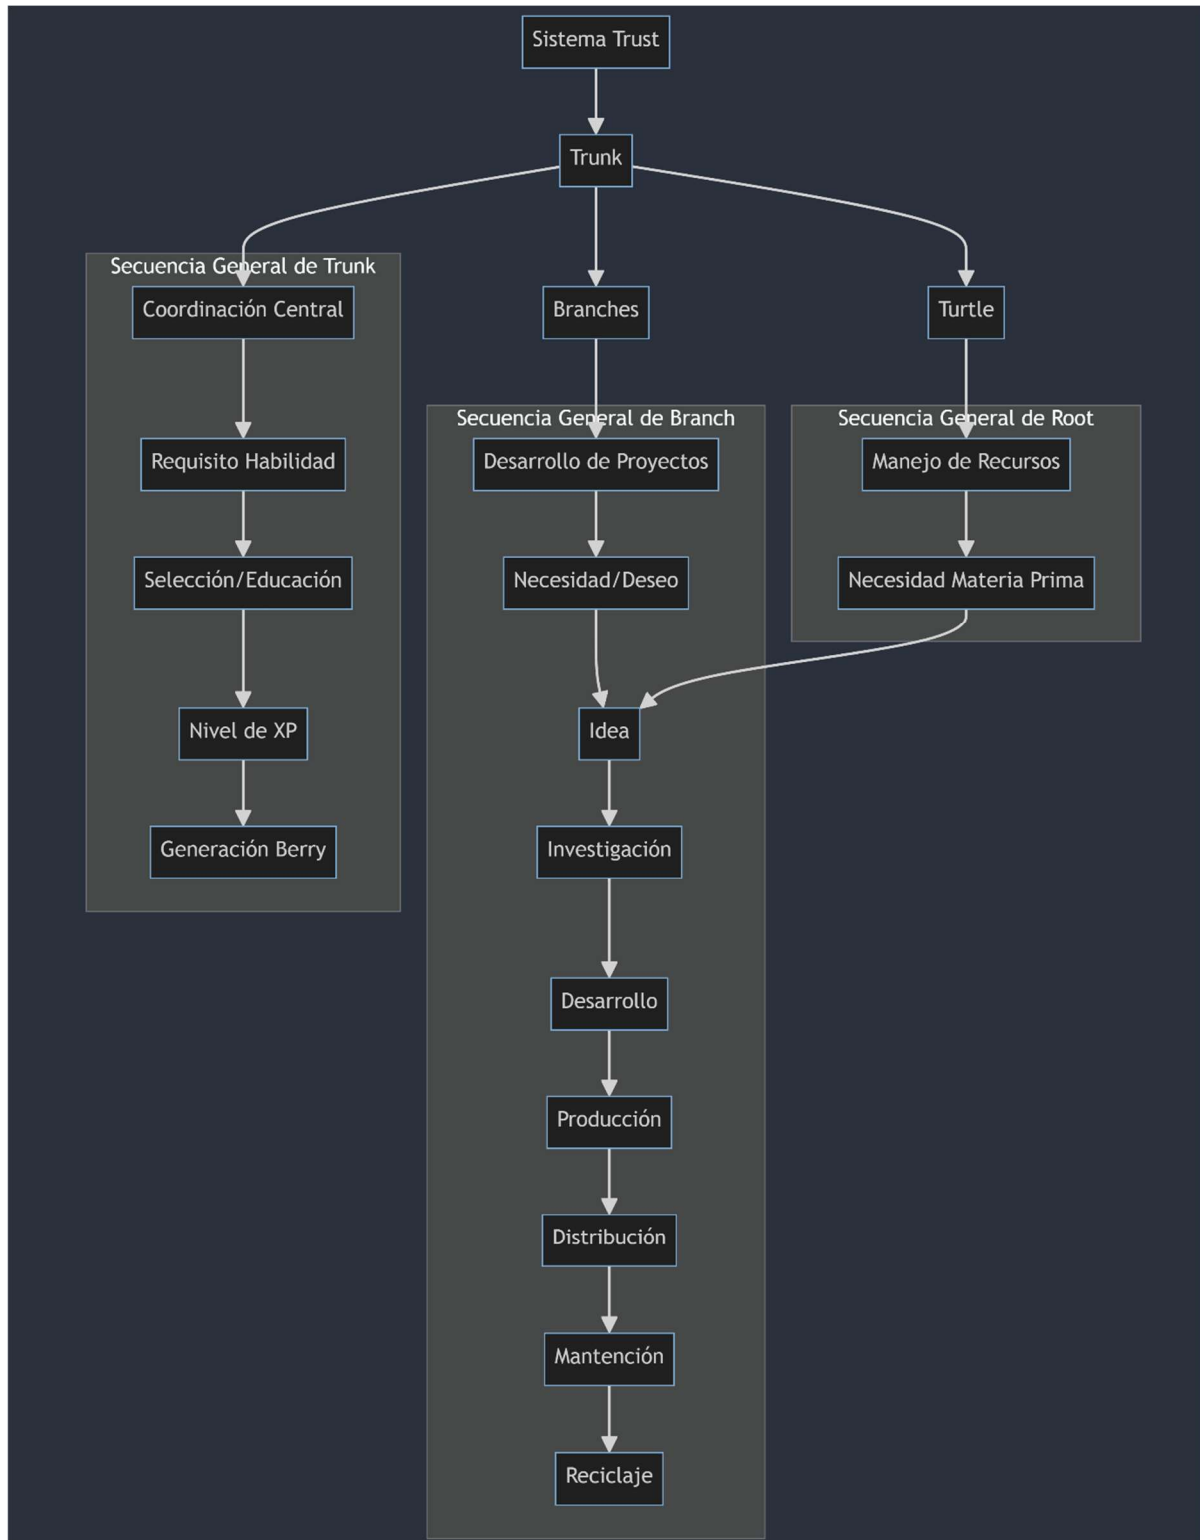 Sistema Trust
Trunk
Secuencia General de Trunk
Coordinación Central
Branches
Turtle
Secuencia General de Branch
Secuencia General de Root
Requisito Habilidad
Desarrollo de Proyectos
Manejo de Recursos
Selección/Educación
Necesidad/Deseo
Necesidad Materia Prima
Nivel de XP
Idea
Generación Berry
Investigación
Desarrollo
Producción
Distribución
Mantención
Reciclaje